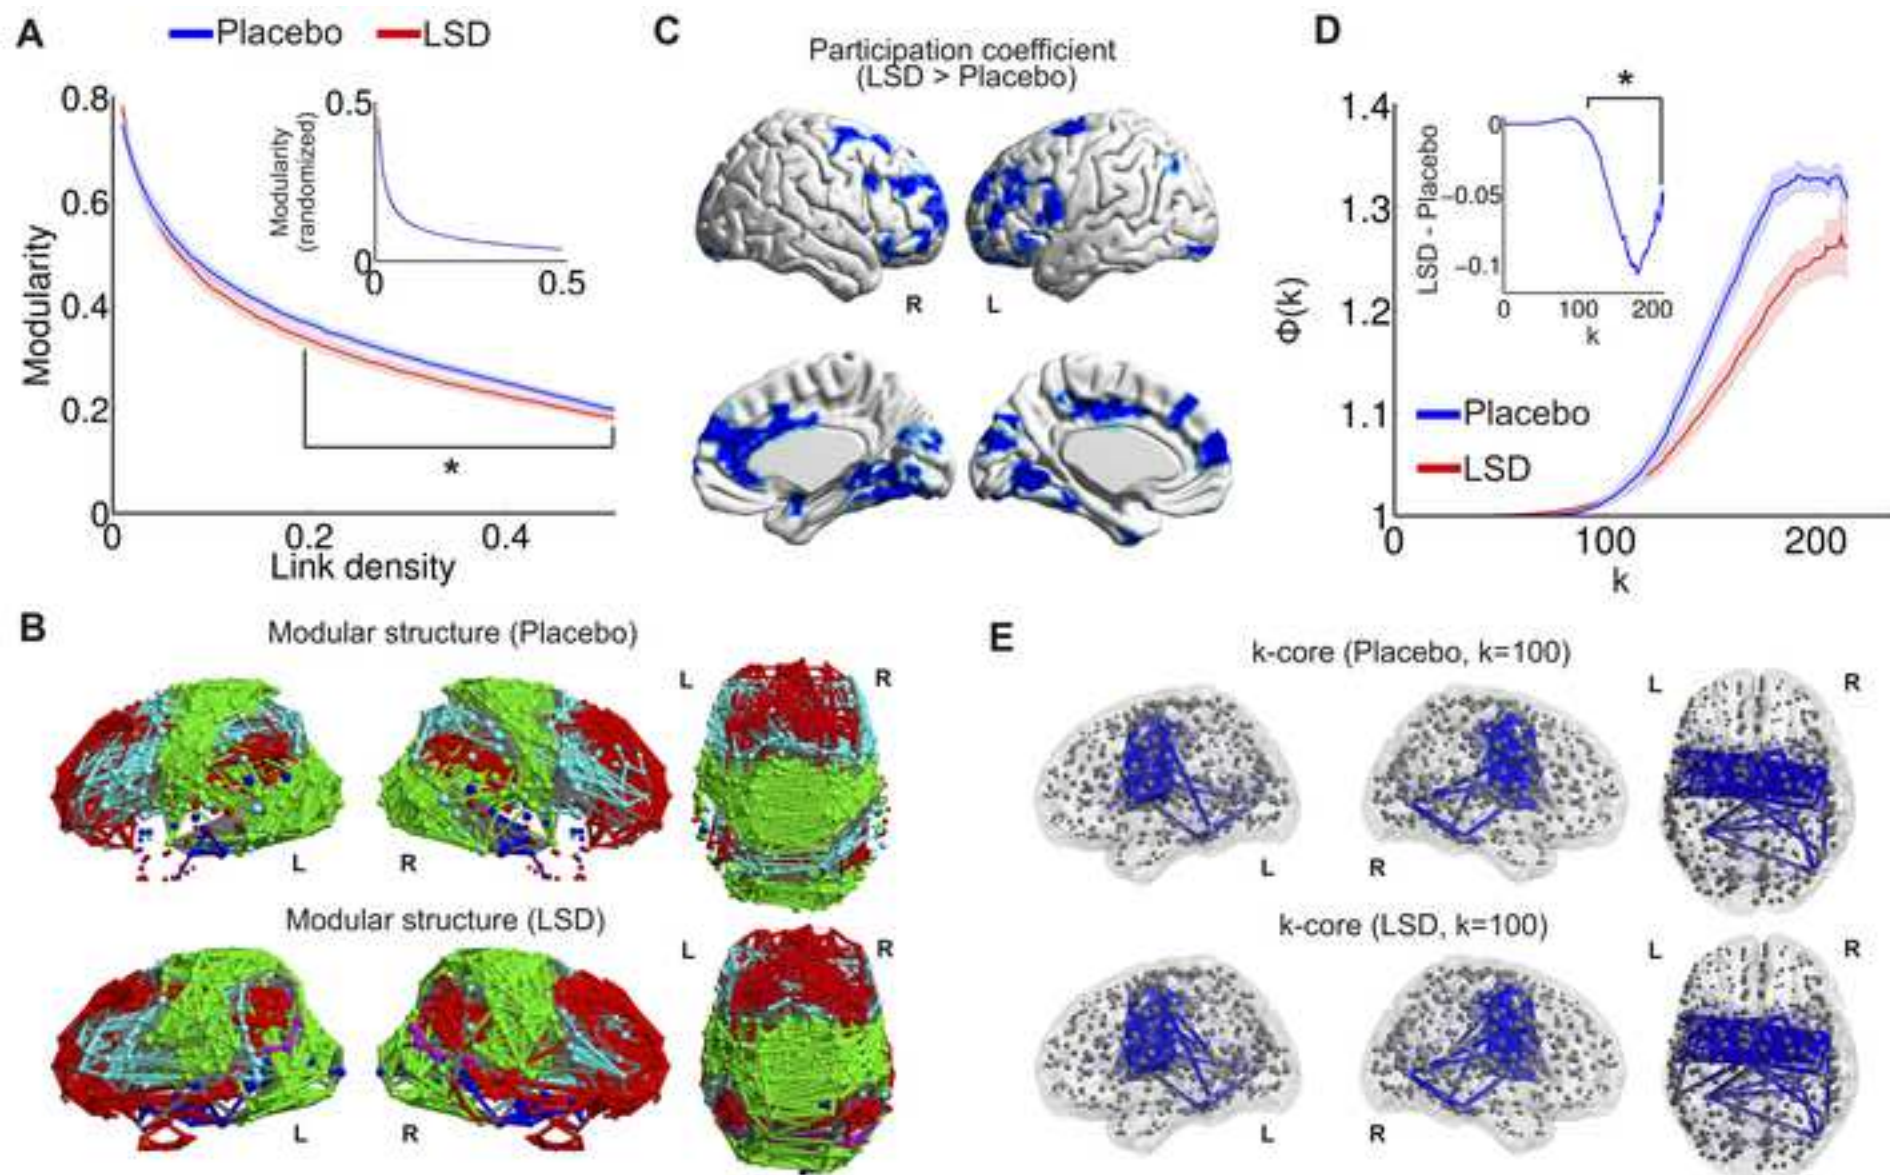 A
Placebo LSD
0.8
0.6
0.4
0.2
0
0 0.2 0.4
Modularity
Link density
0.5
0
0 0.5
Modularity
(randomized)
*
C
Participation coefficient
(LSD > Placebo)
R L
D
1.4
1.3
1.2
1.1
1
0 100 200
Φ(k)
k
*
0
−0.05
−0.1
0 100 200
LSD - Placebo
k
Placebo
LSD
B
Modular structure (Placebo)
L R
L R
Modular structure (LSD)
L R
L R
E
k-core (Placebo, k=100)
L R
L R
k-core (LSD, k=100)
L R
L R